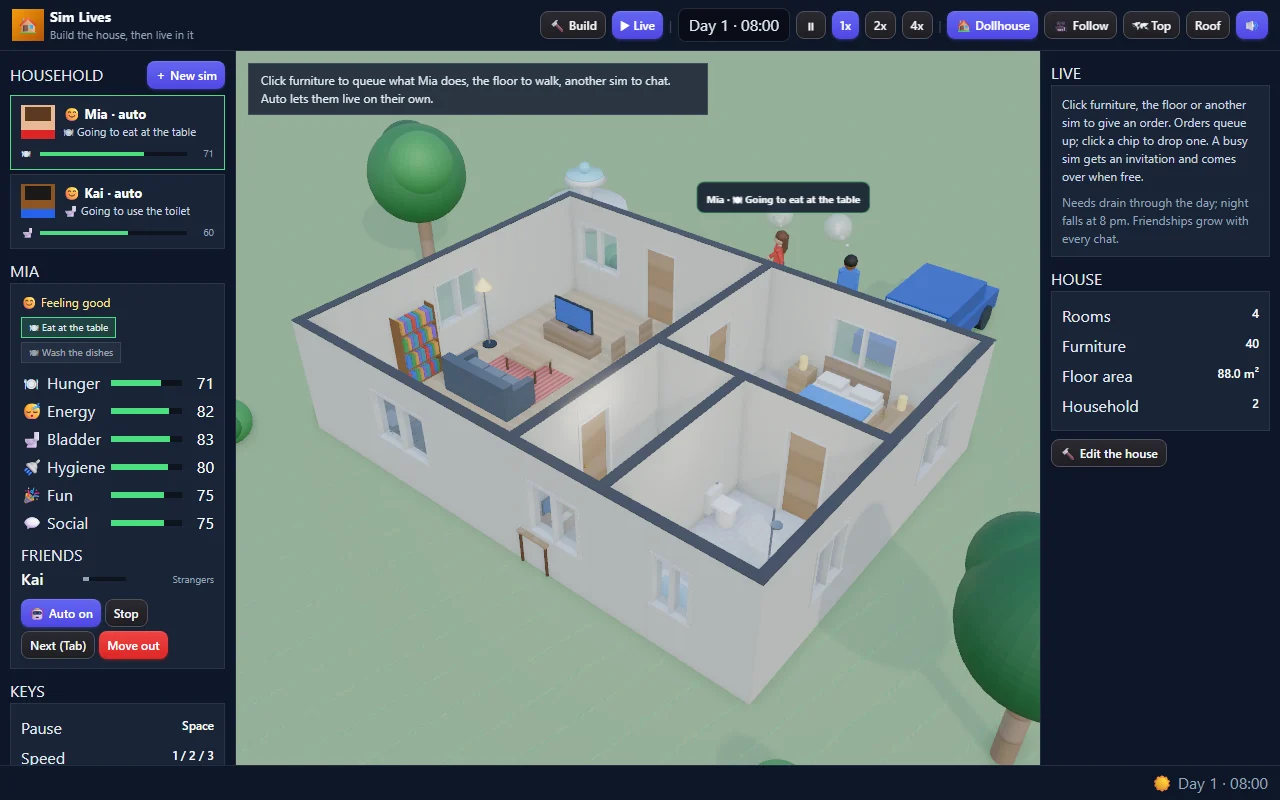 Sim Lives
Build the house, then live in it
Build
Live
Day 1 · 08:00
1x
2x
4x
Dollhouse
Follow
Top
Roof
HOUSEHOLD
+ New sim
Mia · auto
Going to eat at the table
71
Kai · auto
Going to use the toilet
60
MIA
Feeling good
Eat at the table
Wash the dishes
Hunger 71
Energy 82
Bladder 83
Hygiene 80
Fun 75
Social 75
FRIENDS
Kai Strangers
Auto on
Stop
Next (Tab)
Move out
KEYS
Pause Space
Speed 1 / 2 / 3
Click furniture to queue what Mia does, the floor to walk, another sim to chat.
Auto lets them live on their own.
Mia · Going to eat at the table
LIVE
Click furniture, the floor or another
sim to give an order. Orders queue
up; click a chip to drop one. A busy
sim gets an invitation and comes
over when free.
Needs drain through the day; night
falls at 8 pm. Friendships grow with
every chat.
HOUSE
Rooms 4
Furniture 40
Floor area 88.0 m²
Household 2
Edit the house
Day 1 · 08:00